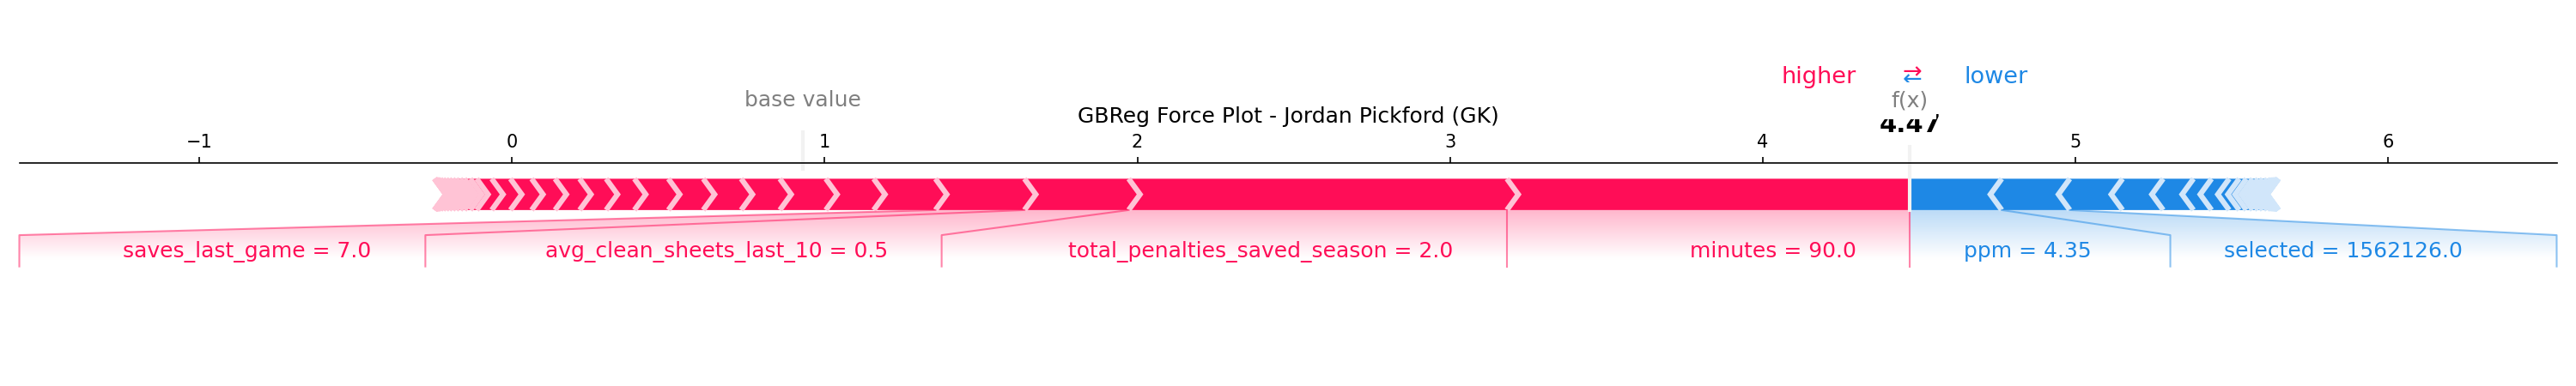 higher ⇄ lower
base value f(x)
GBReg Force Plot - Jordan Pickford (GK)
4.47
−1 0 1 2 3 4 5 6
saves_last_game = 7.0 avg_clean_sheets_last_10 = 0.5 total_penalties_saved_season = 2.0 minutes = 90.0 ppm = 4.35 selected = 1562126.0